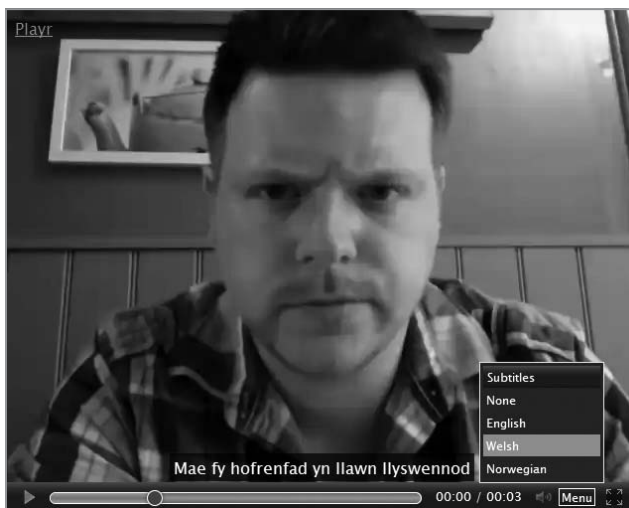 Playr
Subtitles
None
English
Welsh
Norwegian
Mae fy hofrenfad yn llawn llyswennod
00:00 / 00:03 Menu